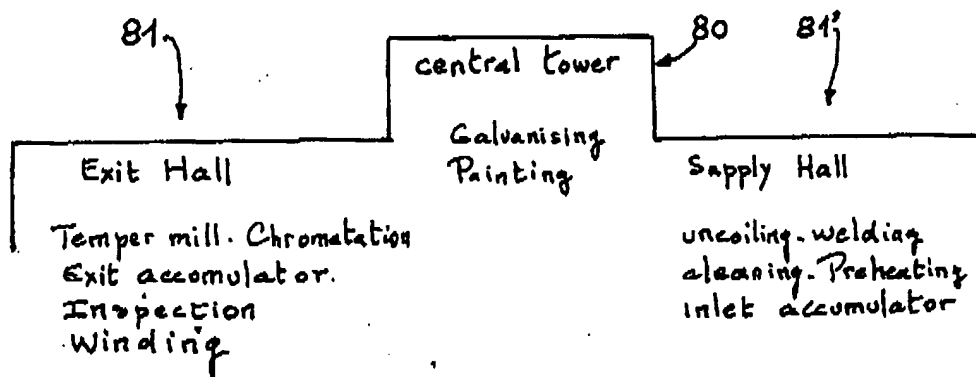 81
80
81'
central tower
Galvanising
Painting
Exit Hall
Temper mill. Chromatation
Exit accomulator.
Inspection
Winding
Supply Hall
uncoiling. welding
cleaning. Preheating
inlet accumulator